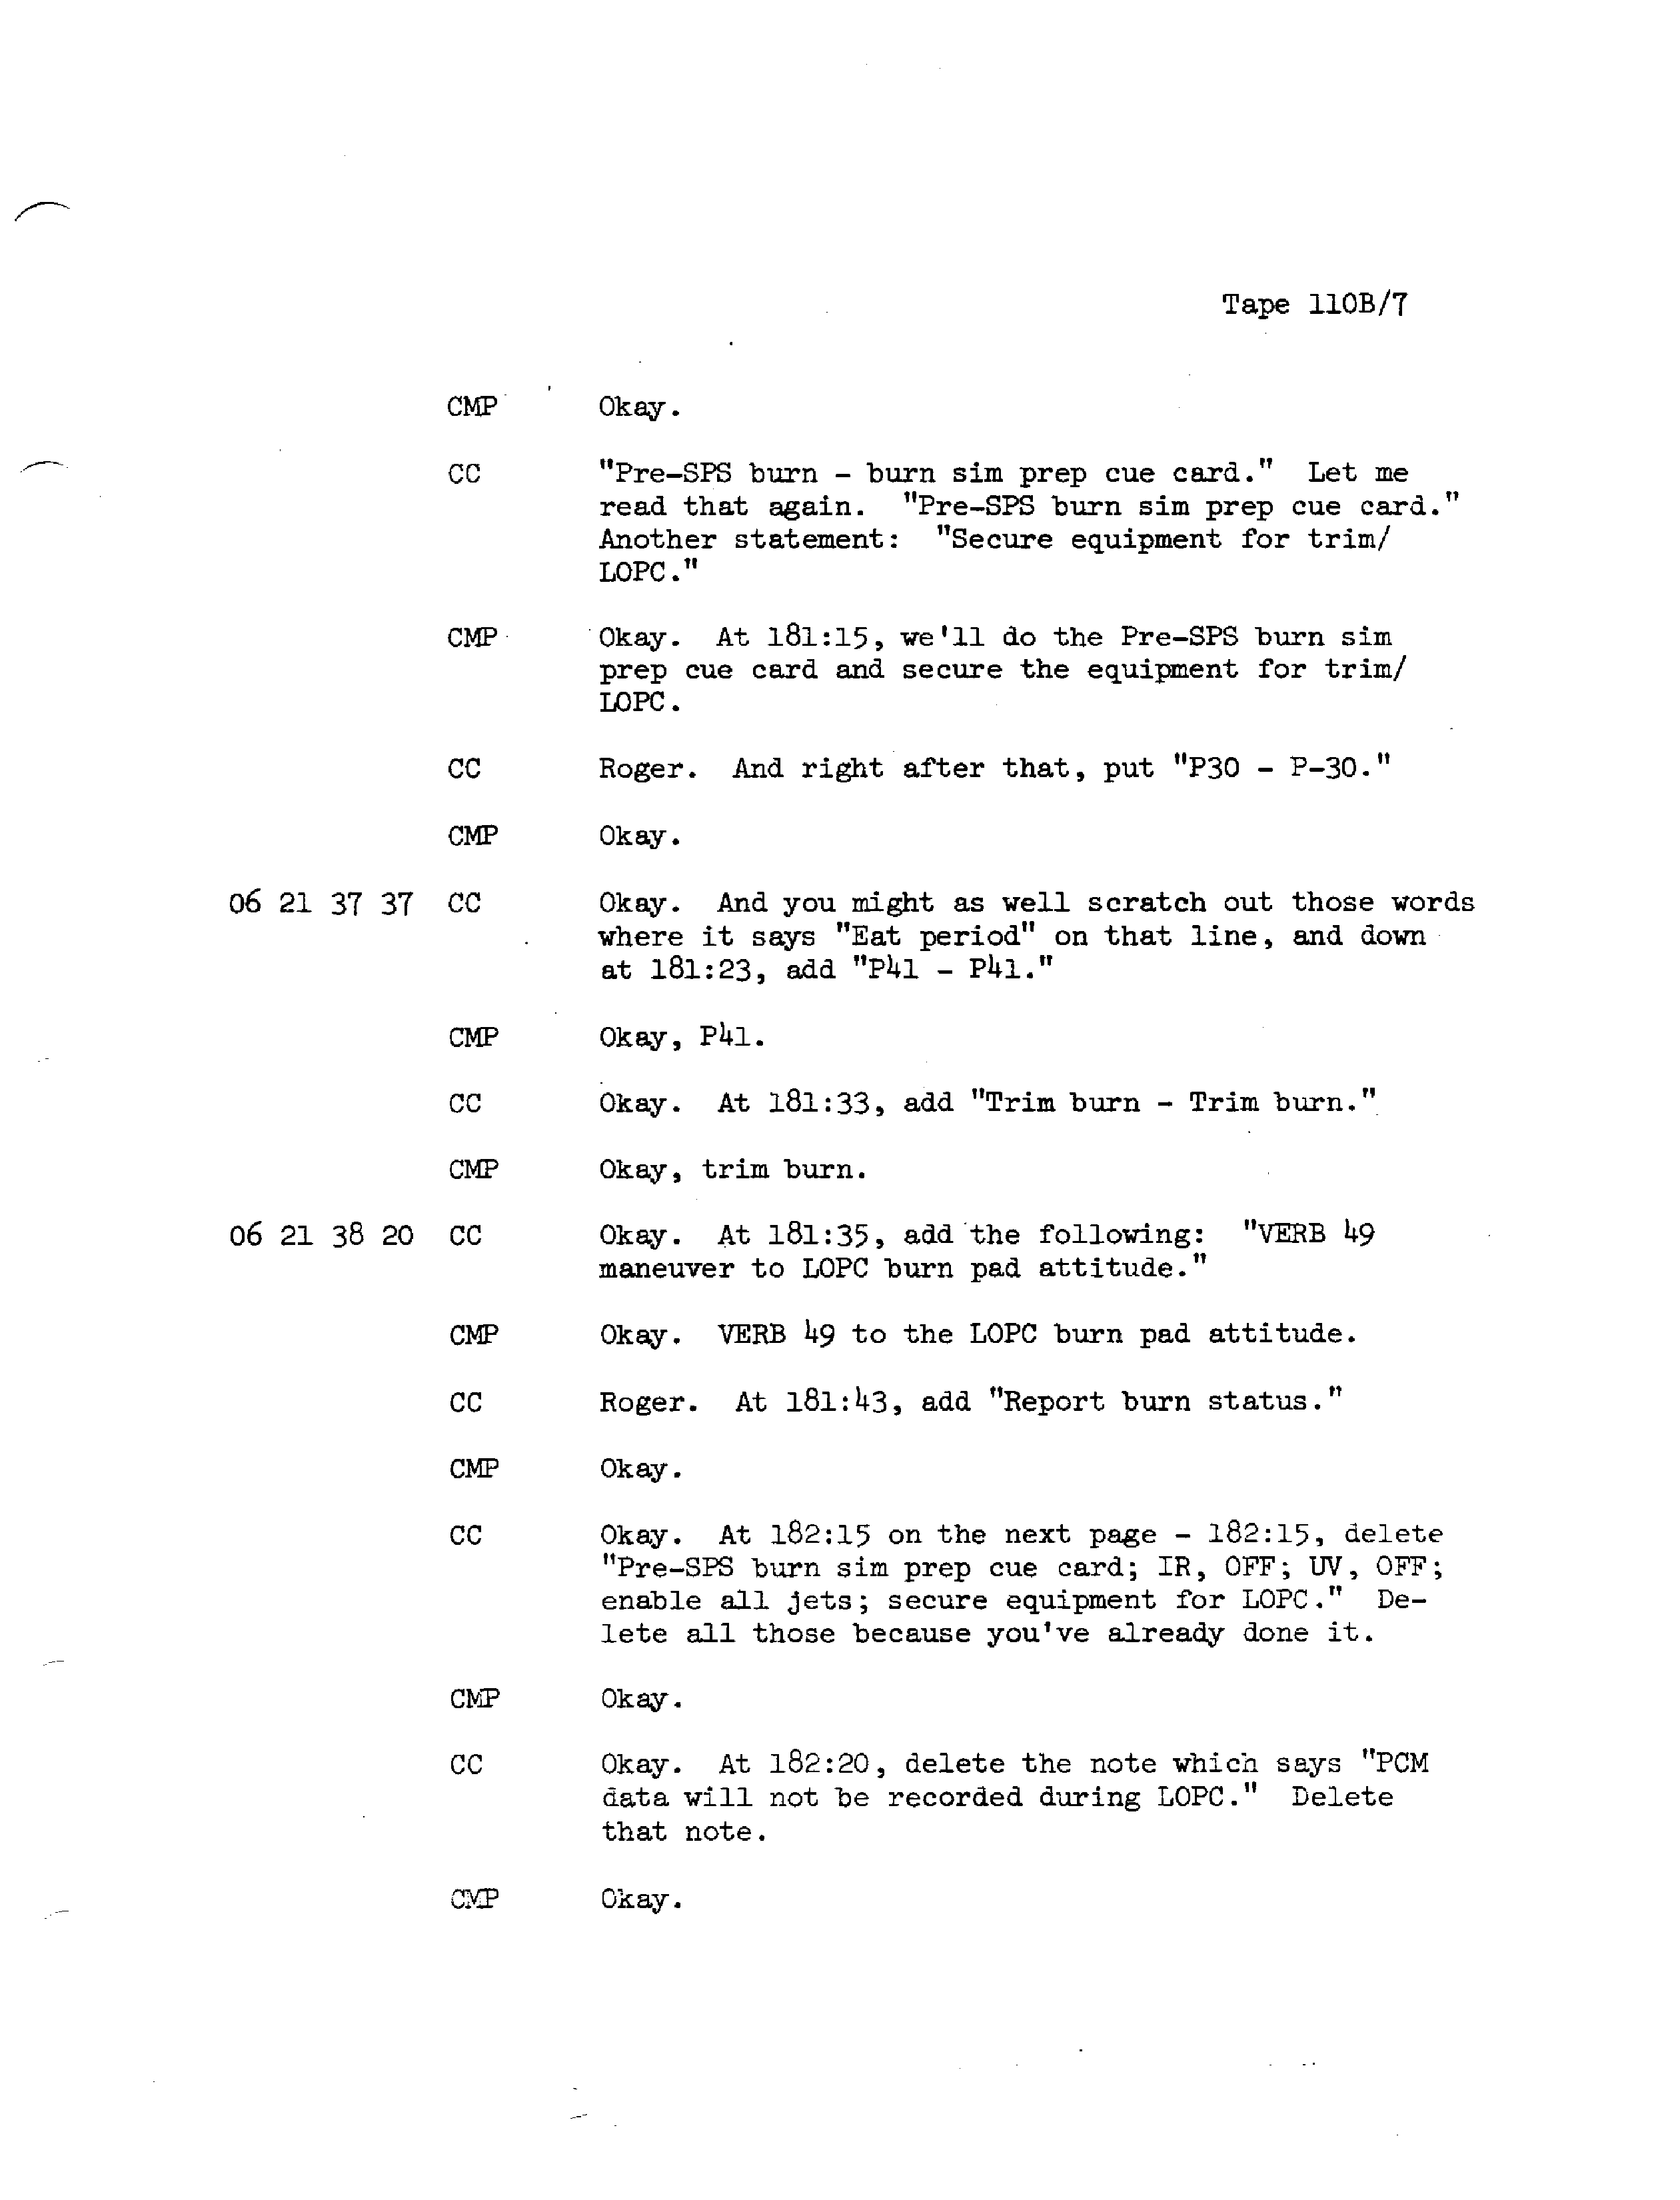 Tape 110B/7
CMP Okay.
CC "Pre-SPS burn - burn sim prep cue card." Let me
read that again. "Pre-SPS burn sim prep cue card."
Another statement: "Secure equipment for trim/
LOPC."
CMP Okay. At 181:15, we'll do the Pre-SPS burn sim
prep cue card and secure the equipment for trim/
LOPC.
CC Roger. And right after that, put "P30 - P-30."
CMP Okay.
06 21 37 37 CC Okay. And you might as well scratch out those words
where it says "Eat period" on that line, and down
at 181:23, add "P41 - P41."
CMP Okay, P41.
CC Okay. At 181:33, add "Trim burn - Trim burn."
CMP Okay, trim burn.
06 21 38 20 CC Okay. At 181:35, add the following: "VERB 49
maneuver to LOPC burn pad attitude."
CMP Okay. VERB 49 to the LOPC burn pad attitude.
CC Roger. At 181:43, add "Report burn status."
CMP Okay.
CC Okay. At 182:15 on the next page - 182:15, delete
"Pre-SPS burn sim prep cue card; IR, OFF; UV, OFF;
enable all jets; secure equipment for LOPC." De-
lete all those because you've already done it.
CMP Okay.
CC Okay. At 182:20, delete the note which says "PCM
data will not be recorded during LOPC." Delete
that note.
CMP Okay.